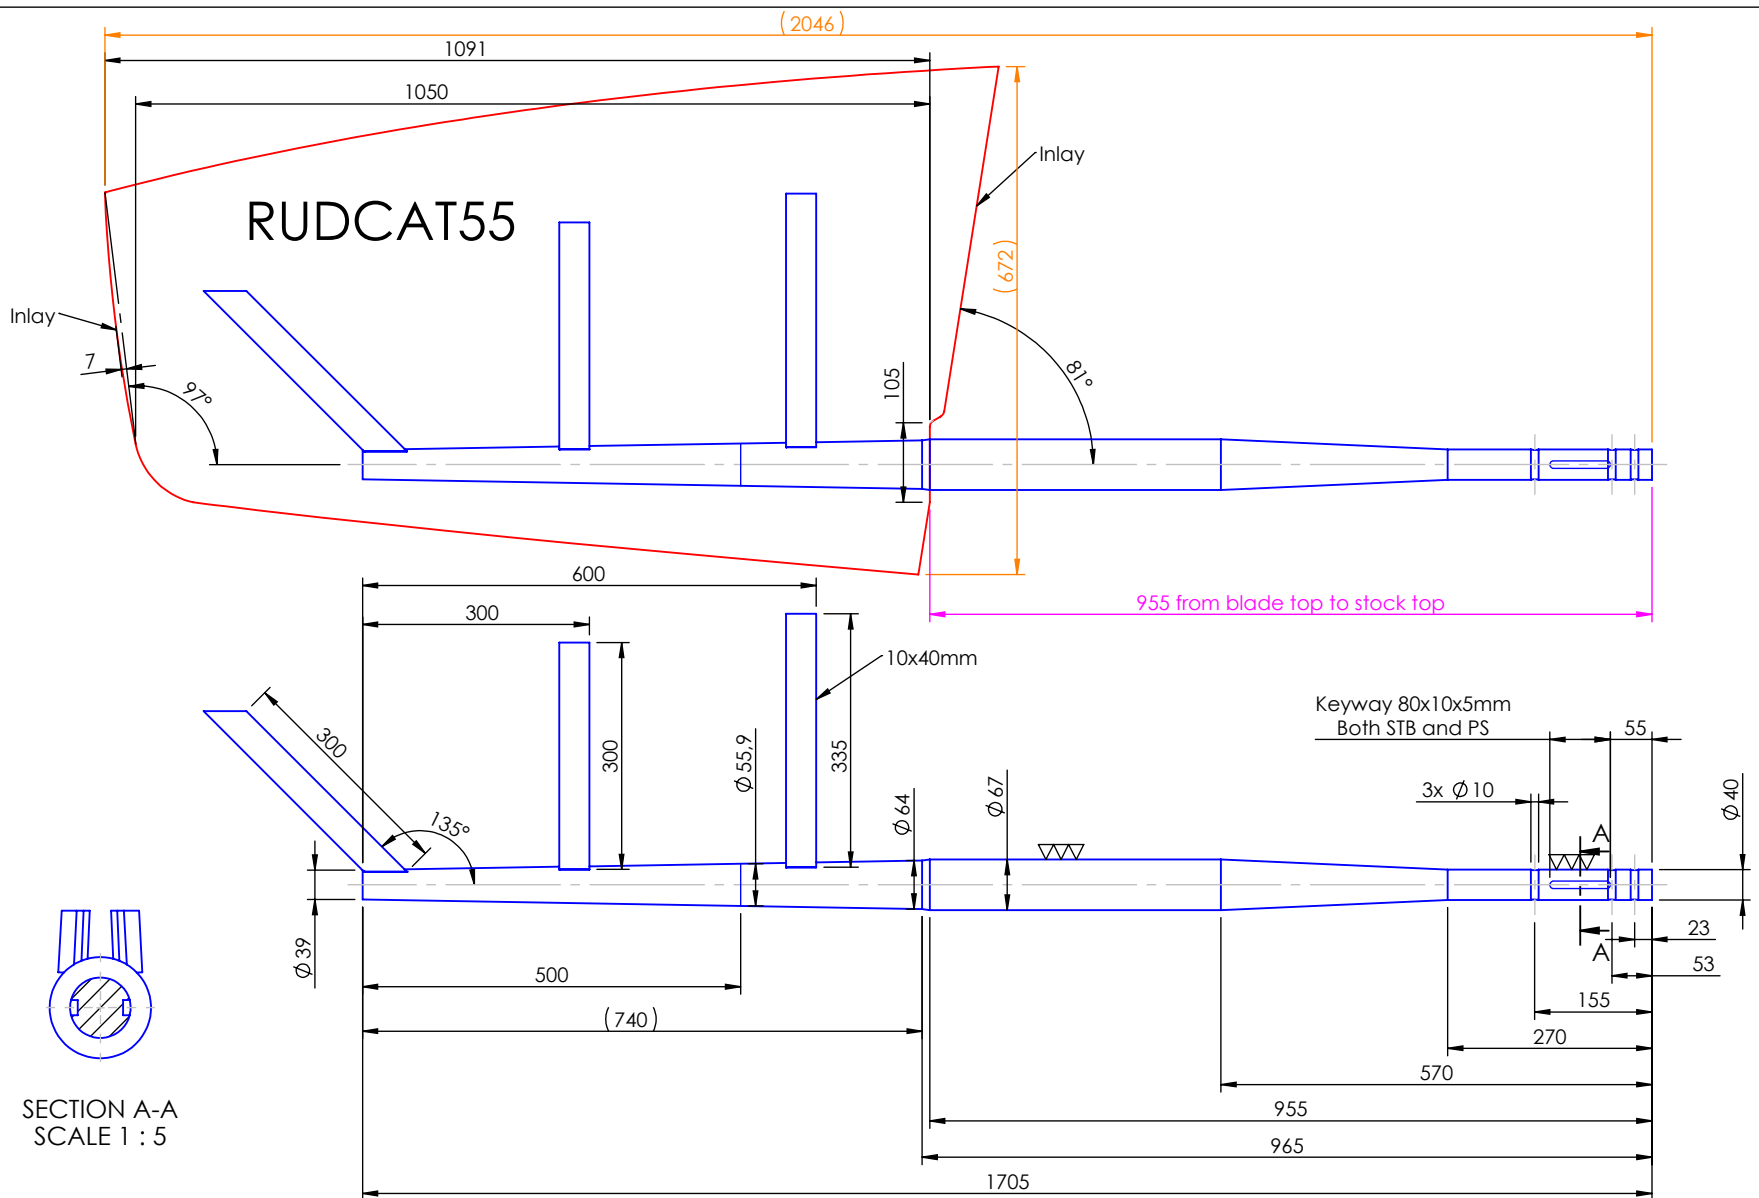 (2046)
1091
1050
Inlay
RUDCAT55
(672)
Inlay
7
97°
105
81°
600
955 from blade top to stock top
300
10x40mm
Keyway 80x10x5mm
Both STB and PS
55
300
300
Ø55,9
335
Ø64
Ø67
3x Ø10
Ø40
135°
A
Ø39
23
A
53
500
155
(740)
270
570
SECTION A-A
SCALE 1 : 5
955
965
1705